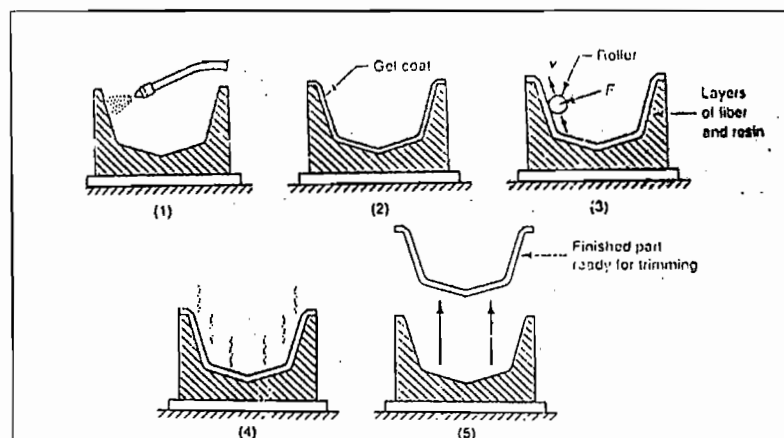 Gel coat
Roller
v
F
Layers
of fiber
and resin
(1)
(2)
(3)
Finished part
ready for trimming
(4)
(5)